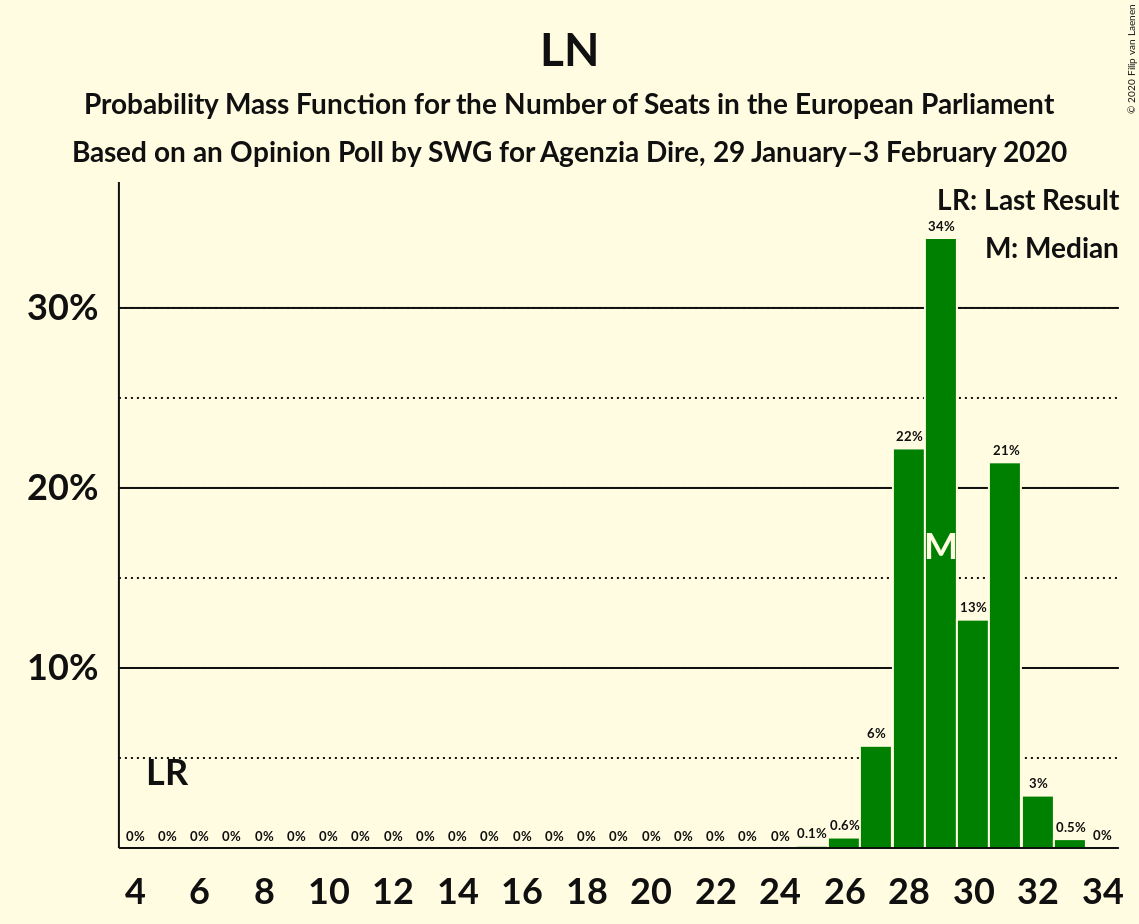 LN
Probability Mass Function for the Number of Seats in the European Parliament
Based on an Opinion Poll by SWG for Agenzia Dire, 29 January–3 February 2020
© 2020 Filip van Laenen
LR: Last Result
M: Median
34%
30%
22%
21%
20%
M
13%
10%
6%
LR
3%
0% 0% 0% 0% 0% 0% 0% 0% 0% 0% 0% 0% 0% 0% 0% 0% 0% 0% 0% 0% 0% 0.1% 0.6% 0.5% 0%
4 6 8 10 12 14 16 18 20 22 24 26 28 30 32 34